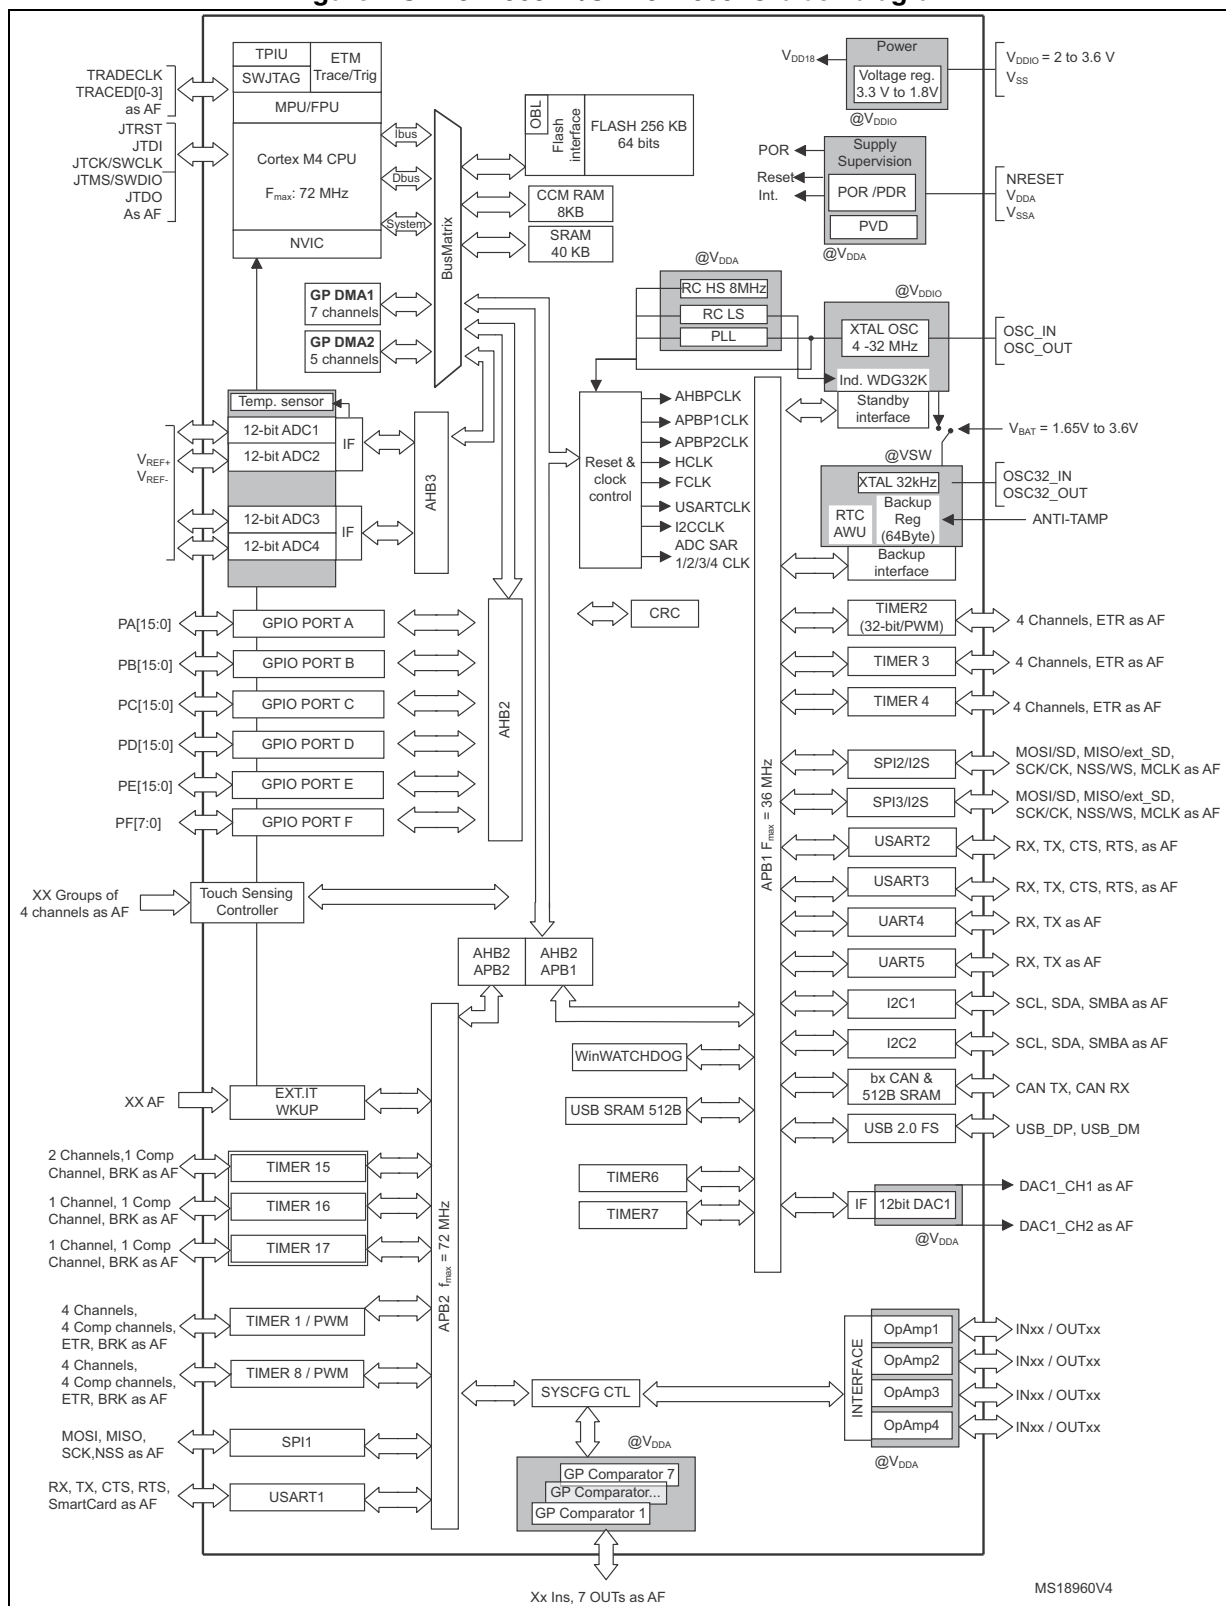 TPIU
ETM
Trace/Trig
SWJTAG
MPU/FPU
Cortex M4 CPU
Fmax: 72 MHz
NVIC
TRADECLK
TRACED[0-3]
as AF
JTRST
JTDI
JTCK/SWCLK
JTMS/SWDIO
JTDO
As AF
Ibus
Dbus
System
BusMatrix
OBL
Flash
interface
FLASH 256 KB
64 bits
CCM RAM
8KB
SRAM
40 KB
GP DMA1
7 channels
GP DMA2
5 channels
VDD18
Power
Voltage reg.
3.3 V to 1.8V
@VDDIO
VDDIO = 2 to 3.6 V
VSS
POR
Reset
Int.
Supply
Supervision
POR /PDR
PVD
@VDDA
NRESET
VDDA
VSSA
@VDDA
RC HS 8MHz
RC LS
PLL
@VDDIO
XTAL OSC
4 -32 MHz
Ind. WDG32K
Standby
interface
OSC_IN
OSC_OUT
VBAT = 1.65V to 3.6V
@VSW
XTAL 32kHz
RTC
AWU
Backup
Reg
(64Byte)
Backup
interface
OSC32_IN
OSC32_OUT
ANTI-TAMP
Reset &
clock
control
AHBPCLK
APBP1CLK
APBP2CLK
HCLK
FCLK
USARTCLK
I2CCLK
ADC SAR
1/2/3/4 CLK
Temp. sensor
12-bit ADC1
12-bit ADC2
IF
12-bit ADC3
12-bit ADC4
IF
VREF+
VREF-
AHB3
AHB2
CRC
PA[15:0]
GPIO PORT A
PB[15:0]
GPIO PORT B
PC[15:0]
GPIO PORT C
PD[15:0]
GPIO PORT D
PE[15:0]
GPIO PORT E
PF[7:0]
GPIO PORT F
XX Groups of
4 channels as AF
Touch Sensing
Controller
AHB2
APB2
AHB2
APB1
APB1 Fmax = 36 MHz
TIMER2
(32-bit/PWM)
4 Channels, ETR as AF
TIMER 3
4 Channels, ETR as AF
TIMER 4
4 Channels, ETR as AF
SPI2/I2S
MOSI/SD, MISO/ext_SD,
SCK/CK, NSS/WS, MCLK as AF
SPI3/I2S
MOSI/SD, MISO/ext_SD,
SCK/CK, NSS/WS, MCLK as AF
USART2
RX, TX, CTS, RTS, as AF
USART3
RX, TX, CTS, RTS, as AF
UART4
RX, TX as AF
UART5
RX, TX as AF
I2C1
SCL, SDA, SMBA as AF
I2C2
SCL, SDA, SMBA as AF
bx CAN &
512B SRAM
CAN TX, CAN RX
USB 2.0 FS
USB_DP, USB_DM
IF
12bit DAC1
@VDDA
DAC1_CH1 as AF
DAC1_CH2 as AF
WinWATCHDOG
USB SRAM 512B
TIMER6
TIMER7
XX AF
EXT.IT
WKUP
2 Channels,1 Comp
Channel, BRK as AF
TIMER 15
1 Channel, 1 Comp
Channel, BRK as AF
TIMER 16
1 Channel, 1 Comp
Channel, BRK as AF
TIMER 17
4 Channels,
4 Comp channels,
ETR, BRK as AF
TIMER 1 / PWM
4 Channels,
4 Comp channels,
ETR, BRK as AF
TIMER 8 / PWM
MOSI, MISO,
SCK,NSS as AF
SPI1
RX, TX, CTS, RTS,
SmartCard as AF
USART1
APB2 fmax = 72 MHz
SYSCFG CTL
@VDDA
GP Comparator 7
GP Comparator...
GP Comparator 1
Xx Ins, 7 OUTs as AF
INTERFACE
OpAmp1
INxx / OUTxx
OpAmp2
INxx / OUTxx
OpAmp3
INxx / OUTxx
OpAmp4
INxx / OUTxx
@VDDA
MS18960V4